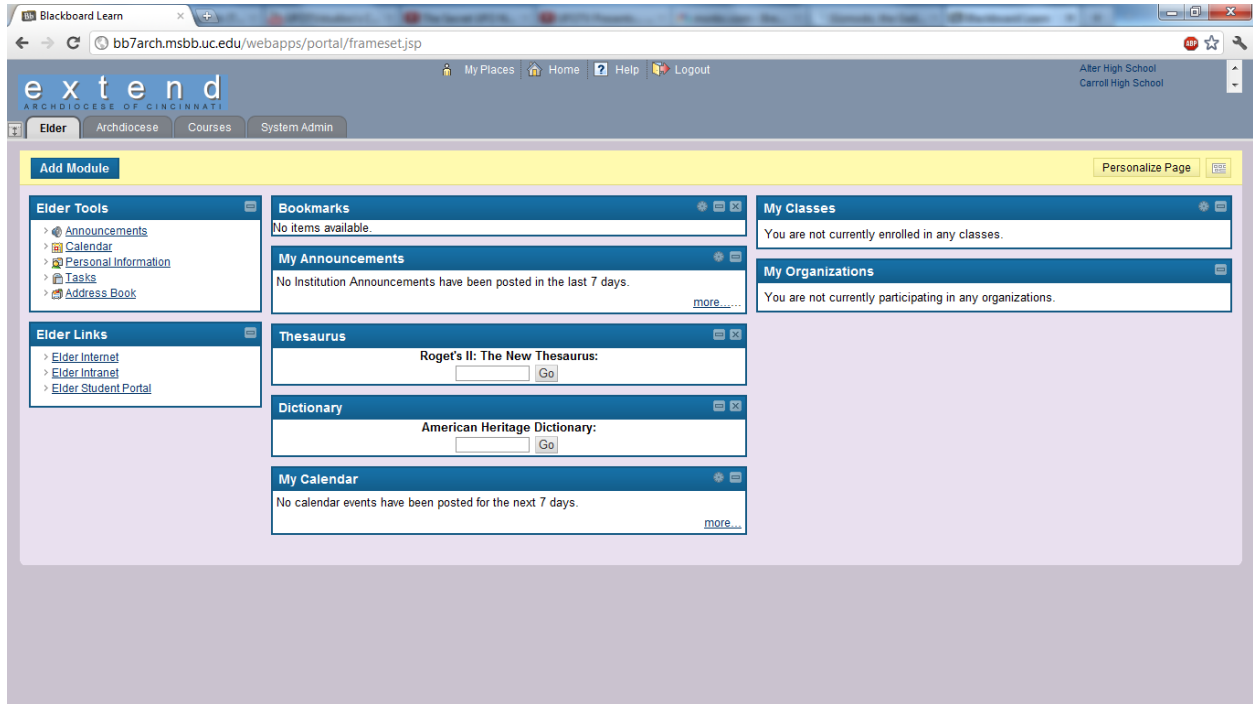 Blackboard Learn
bb7arch.msbb.uc.edu/webapps/portal/frameset.jsp
ABP
My Places Home ? Help Logout
Alter High School
Carroll High School
extend
ARCHDIOCESE OF CINCINNATI
Elder Archdiocese Courses System Admin
Add Module
Personalize Page
Elder Tools
Announcements
Calendar
Personal Information
Tasks
Address Book
Elder Links
Elder Internet
Elder Intranet
Elder Student Portal
Bookmarks
No items available.
My Announcements
No Institution Announcements have been posted in the last 7 days.
more......
Thesaurus
Roget's II: The New Thesaurus:
Go
Dictionary
American Heritage Dictionary:
Go
My Calendar
No calendar events have been posted for the next 7 days.
more...
My Classes
You are not currently enrolled in any classes.
My Organizations
You are not currently participating in any organizations.